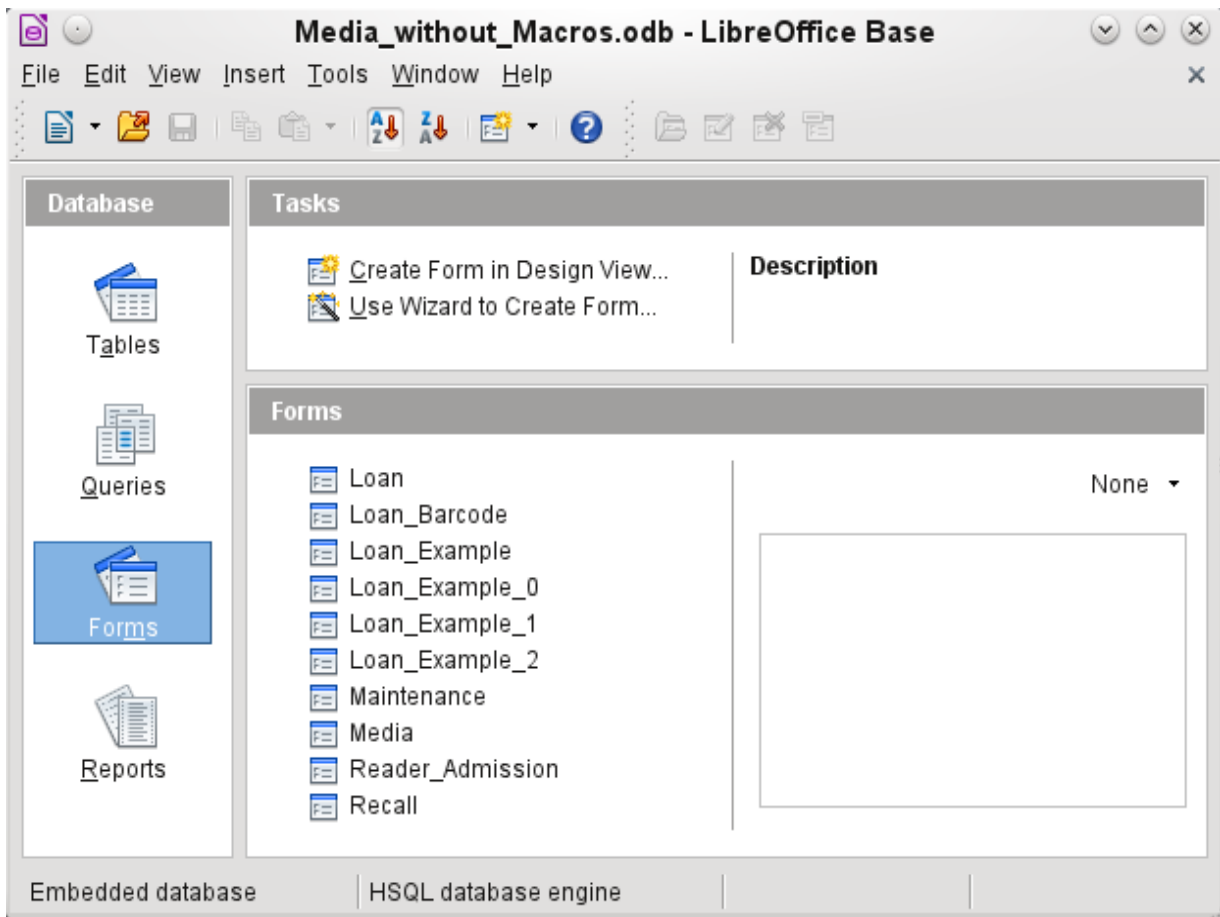 Media_without_Macros.odb - LibreOffice Base
File Edit View Insert Tools Window Help
Database
Tables
Queries
Forms
Reports
Tasks
Create Form in Design View...
Use Wizard to Create Form...
Description
Forms
Loan
Loan_Barcode
Loan_Example
Loan_Example_0
Loan_Example_1
Loan_Example_2
Maintenance
Media
Reader_Admission
Recall
None
Embedded database HSQL database engine